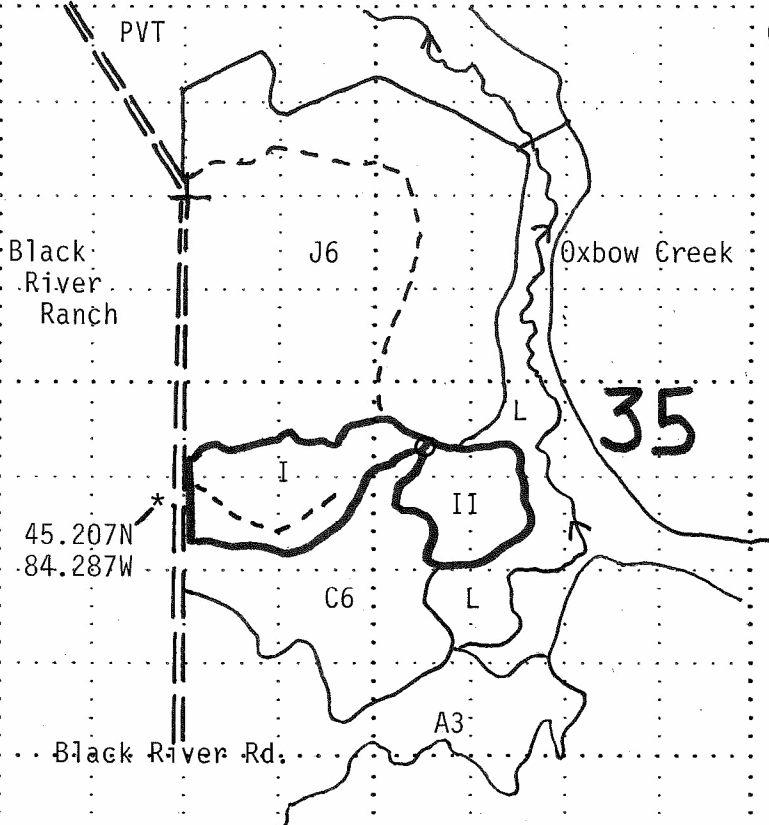 PVT
Black
River
Ranch
J6
Oxbow Creek
L
35
I
II
*
45.207N
84.287W
C6
L
A3
Black River Rd.